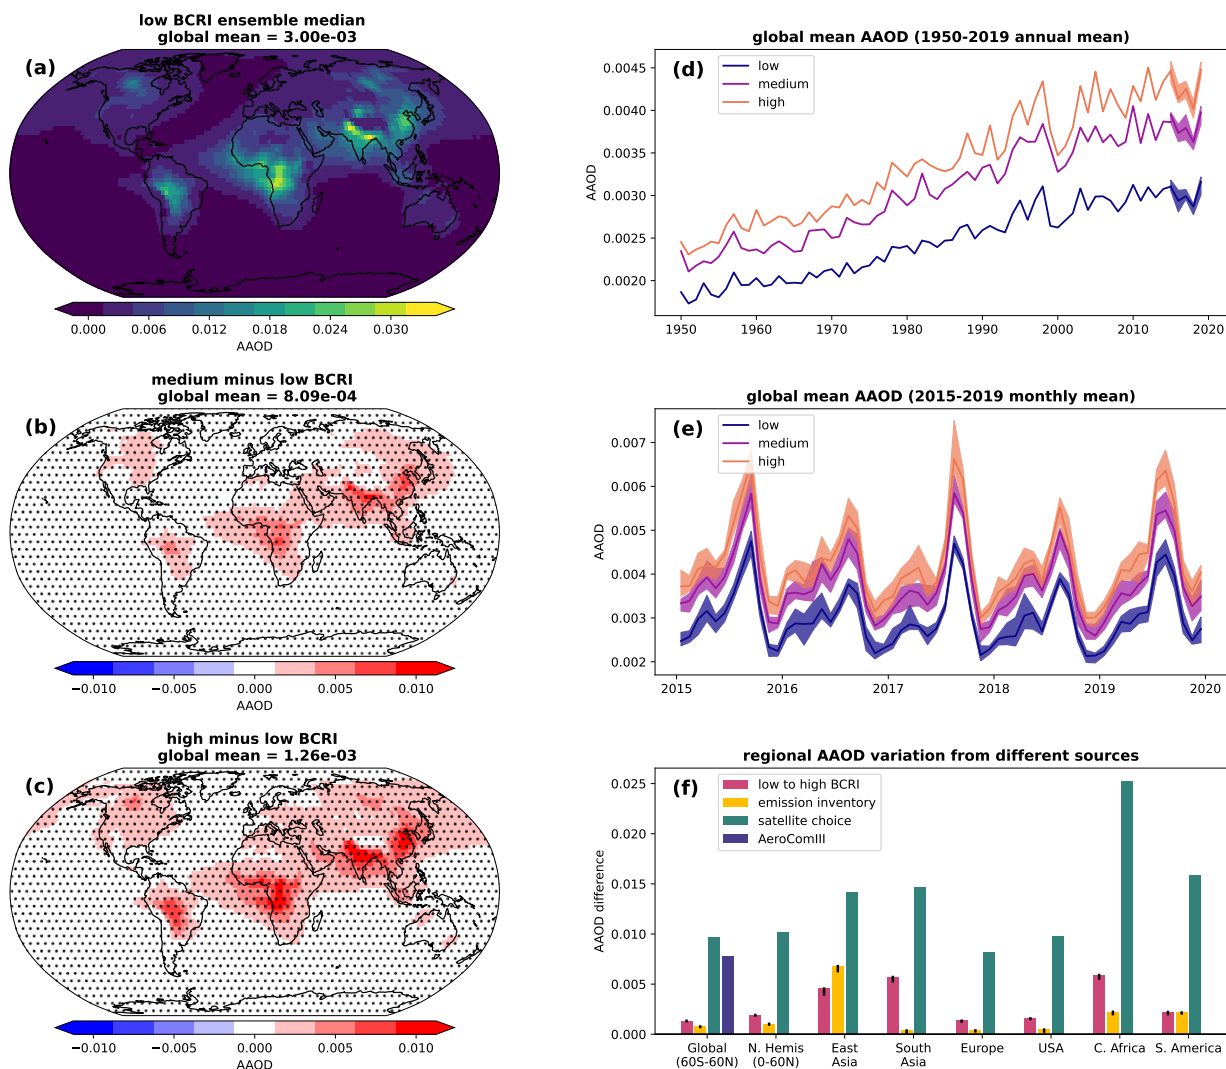 low BCRI ensemble median
global mean = 3.00e-03
(a)
0.000 0.006 0.012 0.018 0.024 0.030
AAOD
medium minus low BCRI
global mean = 8.09e-04
(b)
−0.010 −0.005 0.000 0.005 0.010
AAOD
high minus low BCRI
global mean = 1.26e-03
(c)
−0.010 −0.005 0.000 0.005 0.010
AAOD
global mean AAOD (1950-2019 annual mean)
(d)
low
medium
high
AAOD
0.0045
0.0040
0.0035
0.0030
0.0025
0.0020
1950 1960 1970 1980 1990 2000 2010 2020
global mean AAOD (2015-2019 monthly mean)
(e)
low
medium
high
AAOD
0.007
0.006
0.005
0.004
0.003
0.002
2015 2016 2017 2018 2019 2020
regional AAOD variation from different sources
(f)
low to high BCRI
emission inventory
satellite choice
AeroComIII
AAOD difference
0.025
0.020
0.015
0.010
0.005
0.000
Global
(60S-60N)
N. Hemis
(0-60N)
East
Asia
South
Asia
Europe
USA
C. Africa
S. America